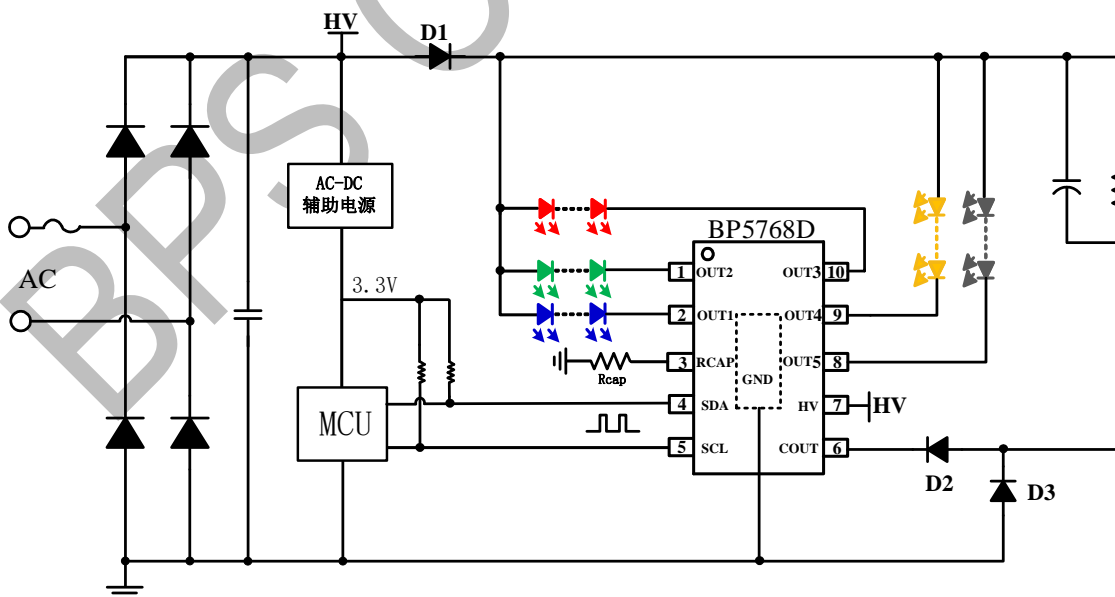 HV
D1
AC-DC
辅助电源
BP5768D
AC
3.3V
1 OUT2
OUT3 10
2 OUT1
OUT4 9
3 RCAP
OUT5 8
Rcap
GND
4 SDA
HV 7
HV
MCU
5 SCL
COUT 6
D2
D3
BPS C